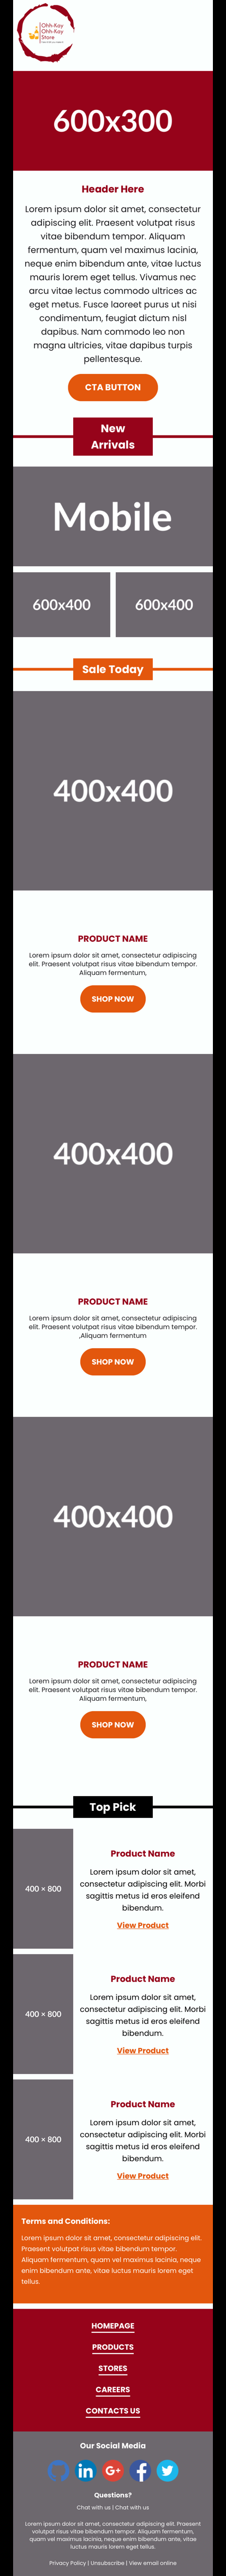 Ohh-Kay
Ohh-Kay
Store
600x300
Header Here
Lorem ipsum dolor sit amet, consectetur
adipiscing elit. Praesent volutpat risus
vitae bibendum tempor. Aliquam
fermentum, quam vel maximus lacinia,
neque enim bibendum ante, vitae luctus
mauris lorem eget tellus. Vivamus nec
arcu vitae lectus commodo ultrices ac
eget metus. Fusce laoreet purus ut nisi
condimentum, feugiat dictum nisl
dapibus. Nam commodo leo non
magna ultricies, vitae dapibus turpis
pellentesque.
CTA BUTTON
New
Arrivals
Mobile
600x400 600x400
Sale Today
400x400
PRODUCT NAME
Lorem ipsum dolor sit amet, consectetur adipiscing
elit. Praesent volutpat risus vitae bibendum tempor.
Aliquam fermentum,
SHOP NOW
400x400
PRODUCT NAME
Lorem ipsum dolor sit amet, consectetur adipiscing
elit. Praesent volutpat risus vitae bibendum tempor.
,Aliquam fermentum
SHOP NOW
400x400
PRODUCT NAME
Lorem ipsum dolor sit amet, consectetur adipiscing
elit. Praesent volutpat risus vitae bibendum tempor.
Aliquam fermentum,
SHOP NOW
Top Pick
400 × 800
Product Name
Lorem ipsum dolor sit amet,
consectetur adipiscing elit. Morbi
sagittis metus id eros eleifend
bibendum.
View Product
400 × 800
Product Name
Lorem ipsum dolor sit amet,
consectetur adipiscing elit. Morbi
sagittis metus id eros eleifend
bibendum.
View Product
400 × 800
Product Name
Lorem ipsum dolor sit amet,
consectetur adipiscing elit. Morbi
sagittis metus id eros eleifend
bibendum.
View Product
Terms and Conditions:
Lorem ipsum dolor sit amet, consectetur adipiscing elit.
Praesent volutpat risus vitae bibendum tempor.
Aliquam fermentum, quam vel maximus lacinia, neque
enim bibendum ante, vitae luctus mauris lorem eget
tellus.
HOMEPAGE
PRODUCTS
STORES
CAREERS
CONTACTS US
Our Social Media
in G+ f
Questions?
Chat with us | Chat with us
Lorem ipsum dolor sit amet, consectetur adipiscing elit. Praesent
volutpat risus vitae bibendum tempor. Aliquam fermentum,
quam vel maximus lacinia, neque enim bibendum ante, vitae
luctus mauris lorem eget tellus.
Privacy Policy | Unsubscribe | View email online